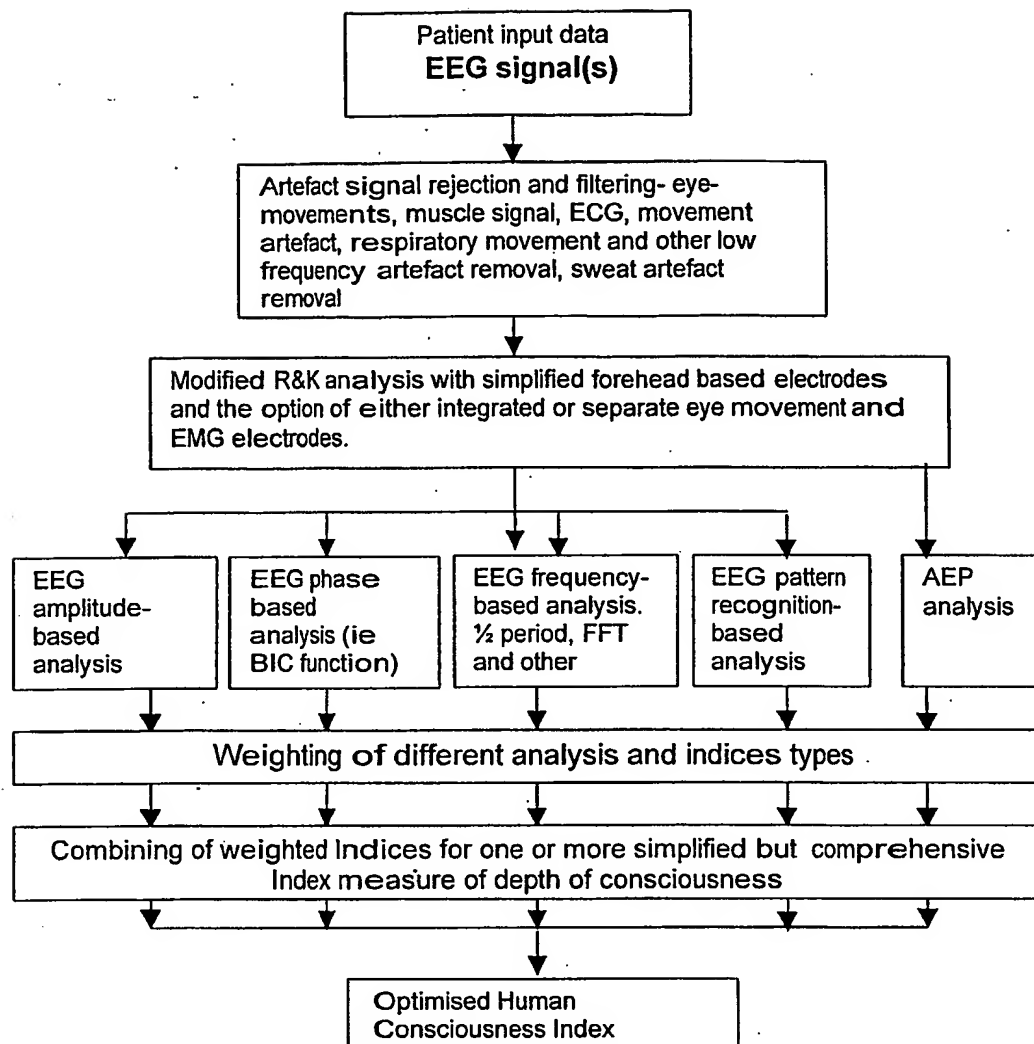 Patient input data
EEG signal(s)
Artefact signal rejection and filtering- eye-
movements, muscle signal, ECG, movement
artefact, respiratory movement and other low
frequency artefact removal, sweat artefact
removal
Modified R&K analysis with simplified forehead based electrodes
and the option of either integrated or separate eye movement and
EMG electrodes.
EEG
amplitude-
based
analysis
EEG phase
based
analysis (ie
BIC function)
EEG frequency-
based analysis.
½ period, FFT
and other
EEG pattern
recognition-
based
analysis
AEP
analysis
Weighting of different analysis and indices types
Combining of weighted Indices for one or more simplified but comprehensive
Index measure of depth of consciousness
Optimised Human
Consciousness Index